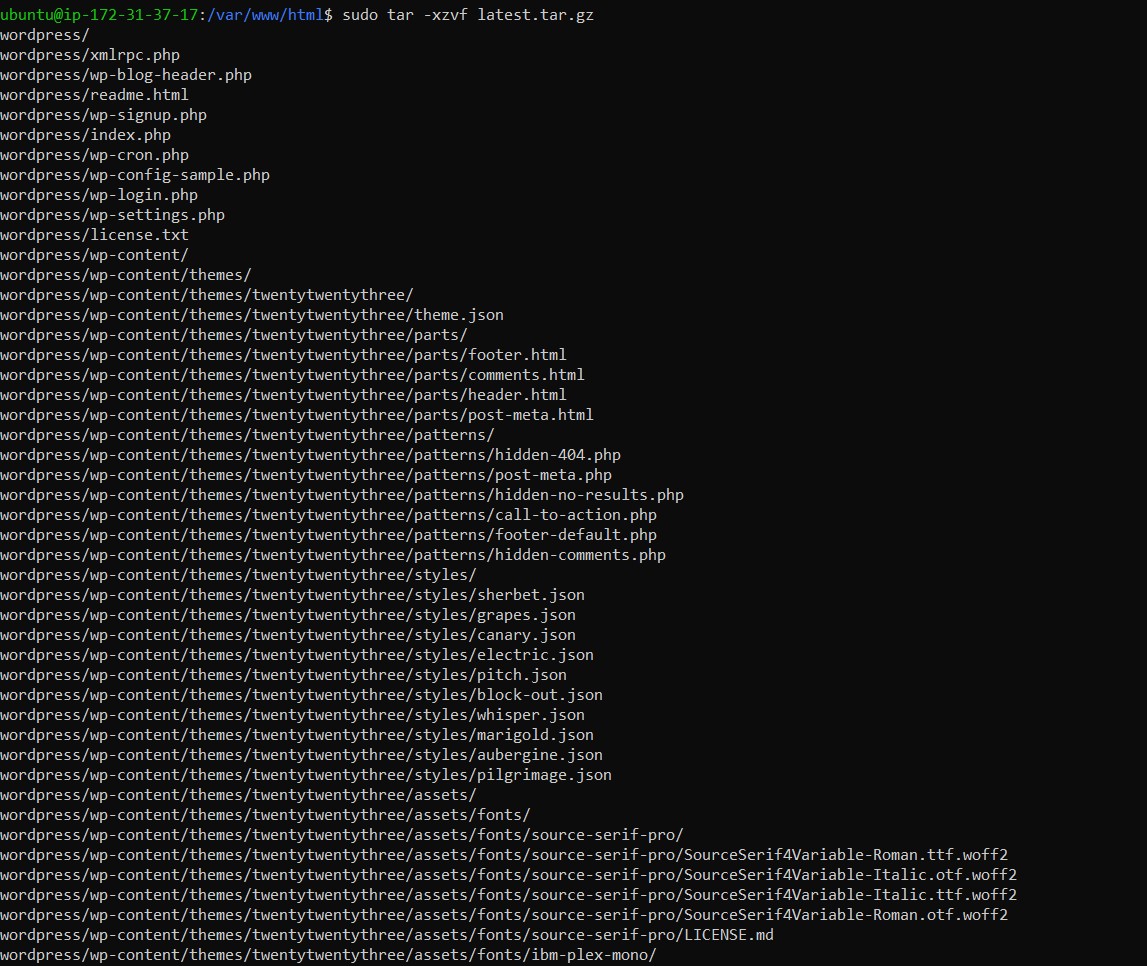 ubuntu@ip-172-31-37-17:/var/www/html$ sudo tar -xzvf latest.tar.gz
wordpress/
wordpress/xmlrpc.php
wordpress/wp-blog-header.php
wordpress/readme.html
wordpress/wp-signup.php
wordpress/index.php
wordpress/wp-cron.php
wordpress/wp-config-sample.php
wordpress/wp-login.php
wordpress/wp-settings.php
wordpress/license.txt
wordpress/wp-content/
wordpress/wp-content/themes/
wordpress/wp-content/themes/twentytwentythree/
wordpress/wp-content/themes/twentytwentythree/theme.json
wordpress/wp-content/themes/twentytwentythree/parts/
wordpress/wp-content/themes/twentytwentythree/parts/footer.html
wordpress/wp-content/themes/twentytwentythree/parts/comments.html
wordpress/wp-content/themes/twentytwentythree/parts/header.html
wordpress/wp-content/themes/twentytwentythree/parts/post-meta.html
wordpress/wp-content/themes/twentytwentythree/patterns/
wordpress/wp-content/themes/twentytwentythree/patterns/hidden-404.php
wordpress/wp-content/themes/twentytwentythree/patterns/post-meta.php
wordpress/wp-content/themes/twentytwentythree/patterns/hidden-no-results.php
wordpress/wp-content/themes/twentytwentythree/patterns/call-to-action.php
wordpress/wp-content/themes/twentytwentythree/patterns/footer-default.php
wordpress/wp-content/themes/twentytwentythree/patterns/hidden-comments.php
wordpress/wp-content/themes/twentytwentythree/styles/
wordpress/wp-content/themes/twentytwentythree/styles/sherbet.json
wordpress/wp-content/themes/twentytwentythree/styles/grapes.json
wordpress/wp-content/themes/twentytwentythree/styles/canary.json
wordpress/wp-content/themes/twentytwentythree/styles/electric.json
wordpress/wp-content/themes/twentytwentythree/styles/pitch.json
wordpress/wp-content/themes/twentytwentythree/styles/block-out.json
wordpress/wp-content/themes/twentytwentythree/styles/whisper.json
wordpress/wp-content/themes/twentytwentythree/styles/marigold.json
wordpress/wp-content/themes/twentytwentythree/styles/aubergine.json
wordpress/wp-content/themes/twentytwentythree/styles/pilgrimage.json
wordpress/wp-content/themes/twentytwentythree/assets/
wordpress/wp-content/themes/twentytwentythree/assets/fonts/
wordpress/wp-content/themes/twentytwentythree/assets/fonts/source-serif-pro/
wordpress/wp-content/themes/twentytwentythree/assets/fonts/source-serif-pro/SourceSerif4Variable-Roman.ttf.woff2
wordpress/wp-content/themes/twentytwentythree/assets/fonts/source-serif-pro/SourceSerif4Variable-Italic.otf.woff2
wordpress/wp-content/themes/twentytwentythree/assets/fonts/source-serif-pro/SourceSerif4Variable-Italic.ttf.woff2
wordpress/wp-content/themes/twentytwentythree/assets/fonts/source-serif-pro/SourceSerif4Variable-Roman.otf.woff2
wordpress/wp-content/themes/twentytwentythree/assets/fonts/source-serif-pro/LICENSE.md
wordpress/wp-content/themes/twentytwentythree/assets/fonts/ibm-plex-mono/